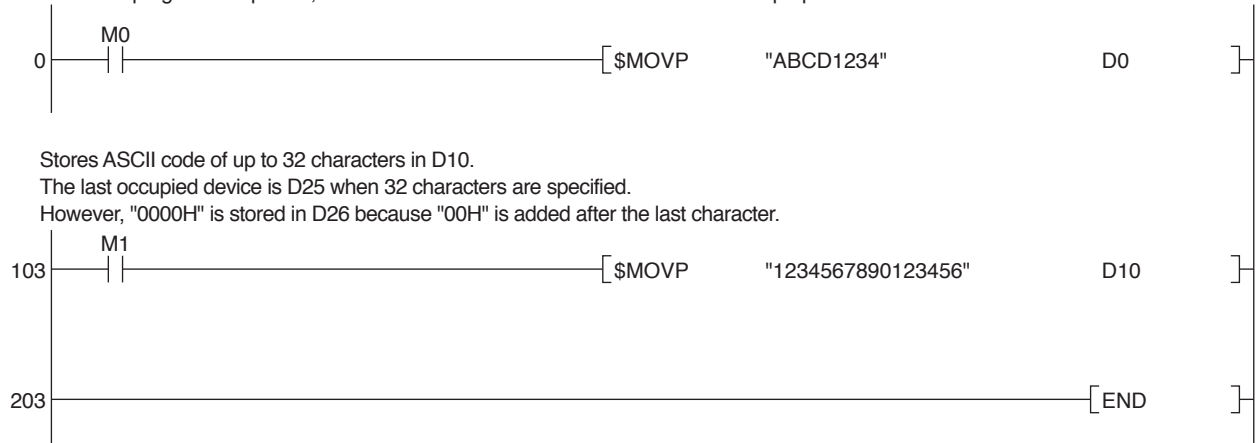 M0
0 $MOVP "ABCD1234" D0
Stores ASCII code of up to 32 characters in D10.
The last occupied device is D25 when 32 characters are specified.
However, "0000H" is stored in D26 because "00H" is added after the last character.
M1
103 $MOVP "1234567890123456" D10
203 END